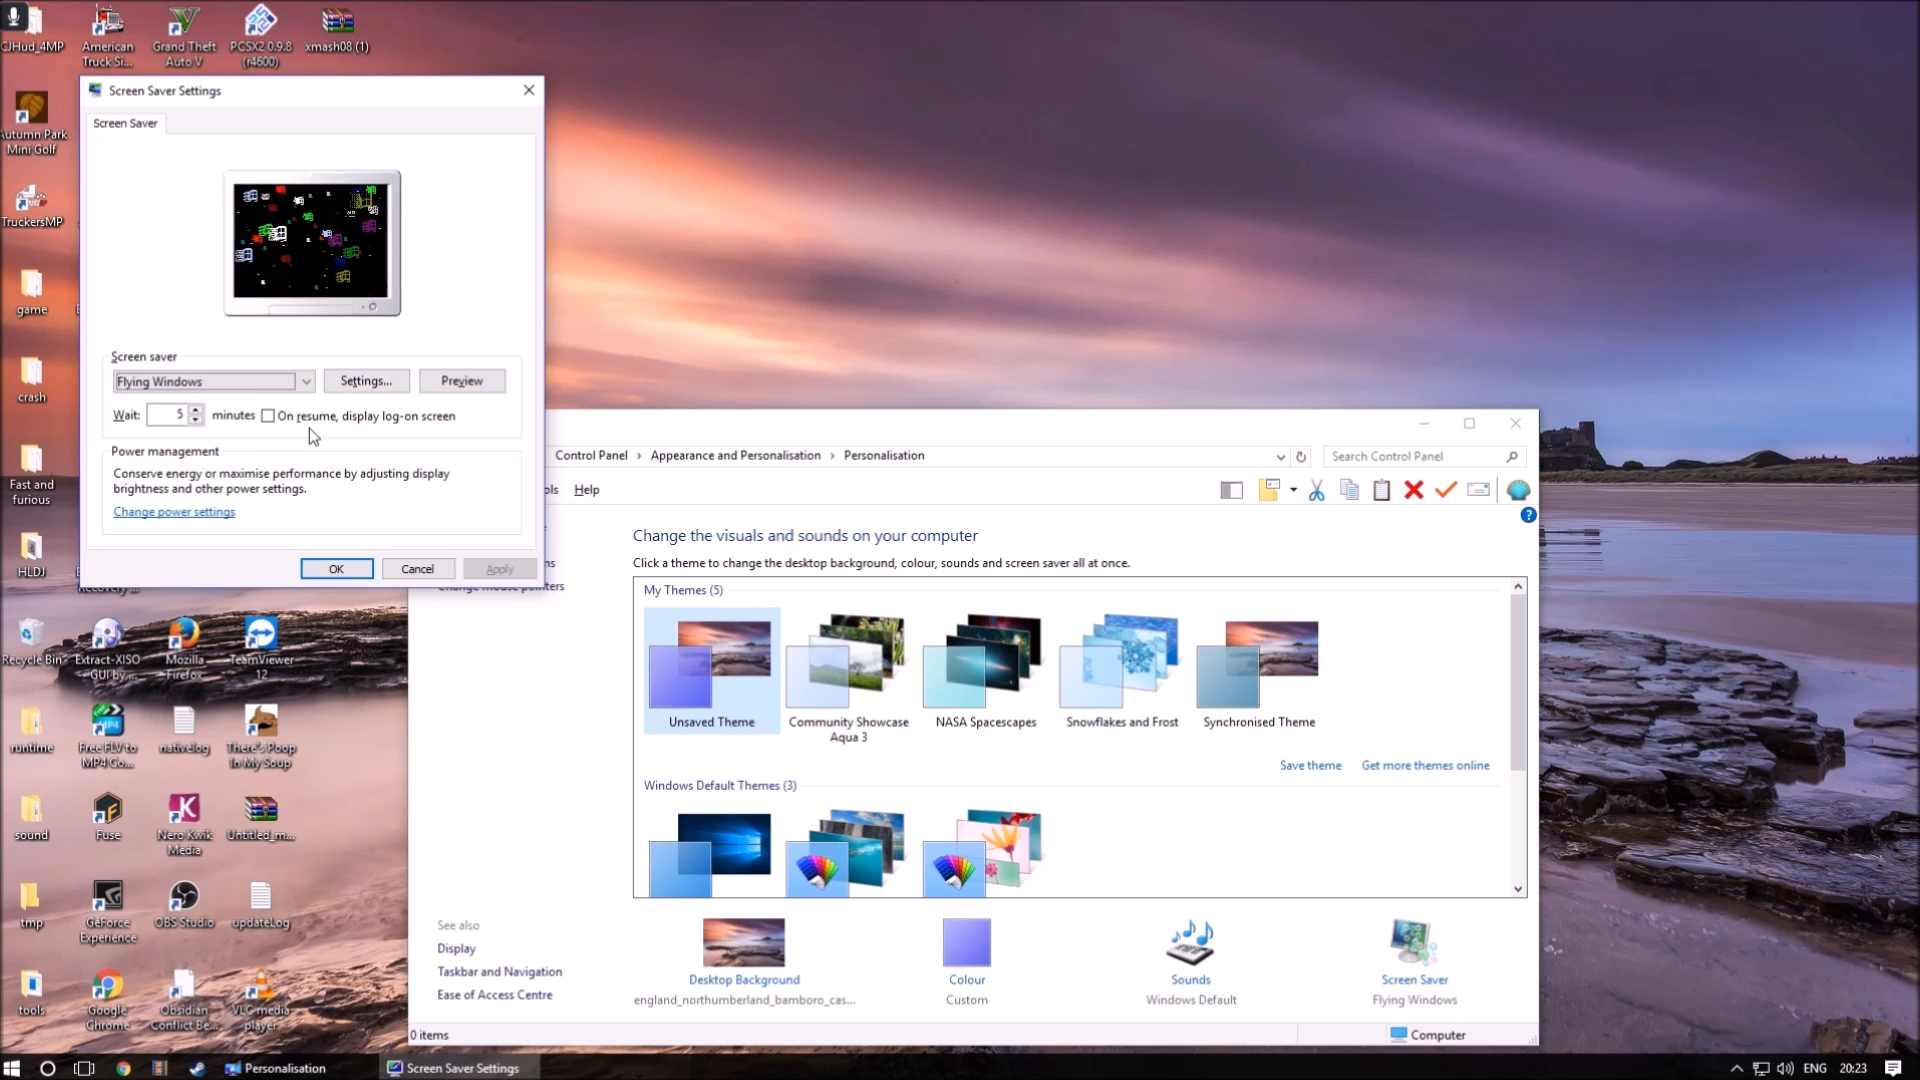 CJHud_4MP
American
Truck Si...
Grand Theft
Auto V
PCSX2 0.9.8
(r4600)
xmash08 (1)
Autumn Park
Mini Golf
TruckersMP
game
crash
Fast and
furious
HLDJ
Screen Saver Settings
Screen Saver
Screen saver
Flying Windows
Settings...
Preview
Wait:
5
minutes
On resume, display log-on screen
Power management
Conserve energy or maximise performance by adjusting display
brightness and other power settings.
Change power settings
OK
Cancel
Apply
Control Panel
Appearance and Personalisation
Personalisation
Search Control Panel
ols
Help
ns
Change mouse pointers
Change the visuals and sounds on your computer
Click a theme to change the desktop background, colour, sounds and screen saver all at once.
My Themes (5)
Unsaved Theme
Community Showcase
Aqua 3
NASA Spacescapes
Snowflakes and Frost
Synchronised Theme
Save theme
Get more themes online
Windows Default Themes (3)
See also
Display
Taskbar and Navigation
Ease of Access Centre
Desktop Background
england_northumberland_bamboro_cas...
Colour
Custom
Sounds
Windows Default
Screen Saver
Flying Windows
0 items
Computer
Recovery ...
Recycle Bin
Extract-XISO
GUI by ...
Mozilla
Firefox
TeamViewer
12
runtime
Free FLV to
MP4 Co...
nativelog
There's Poop
In My Soup
sound
Fuse
Nero Kwik
Media
Untitled_m...
tmp
GeForce
Experience
OBS Studio
updateLog
tools
Google
Chrome
Obsidian
Conflict Be...
VLC media
player
Personalisation
Screen Saver Settings
ENG
20:23